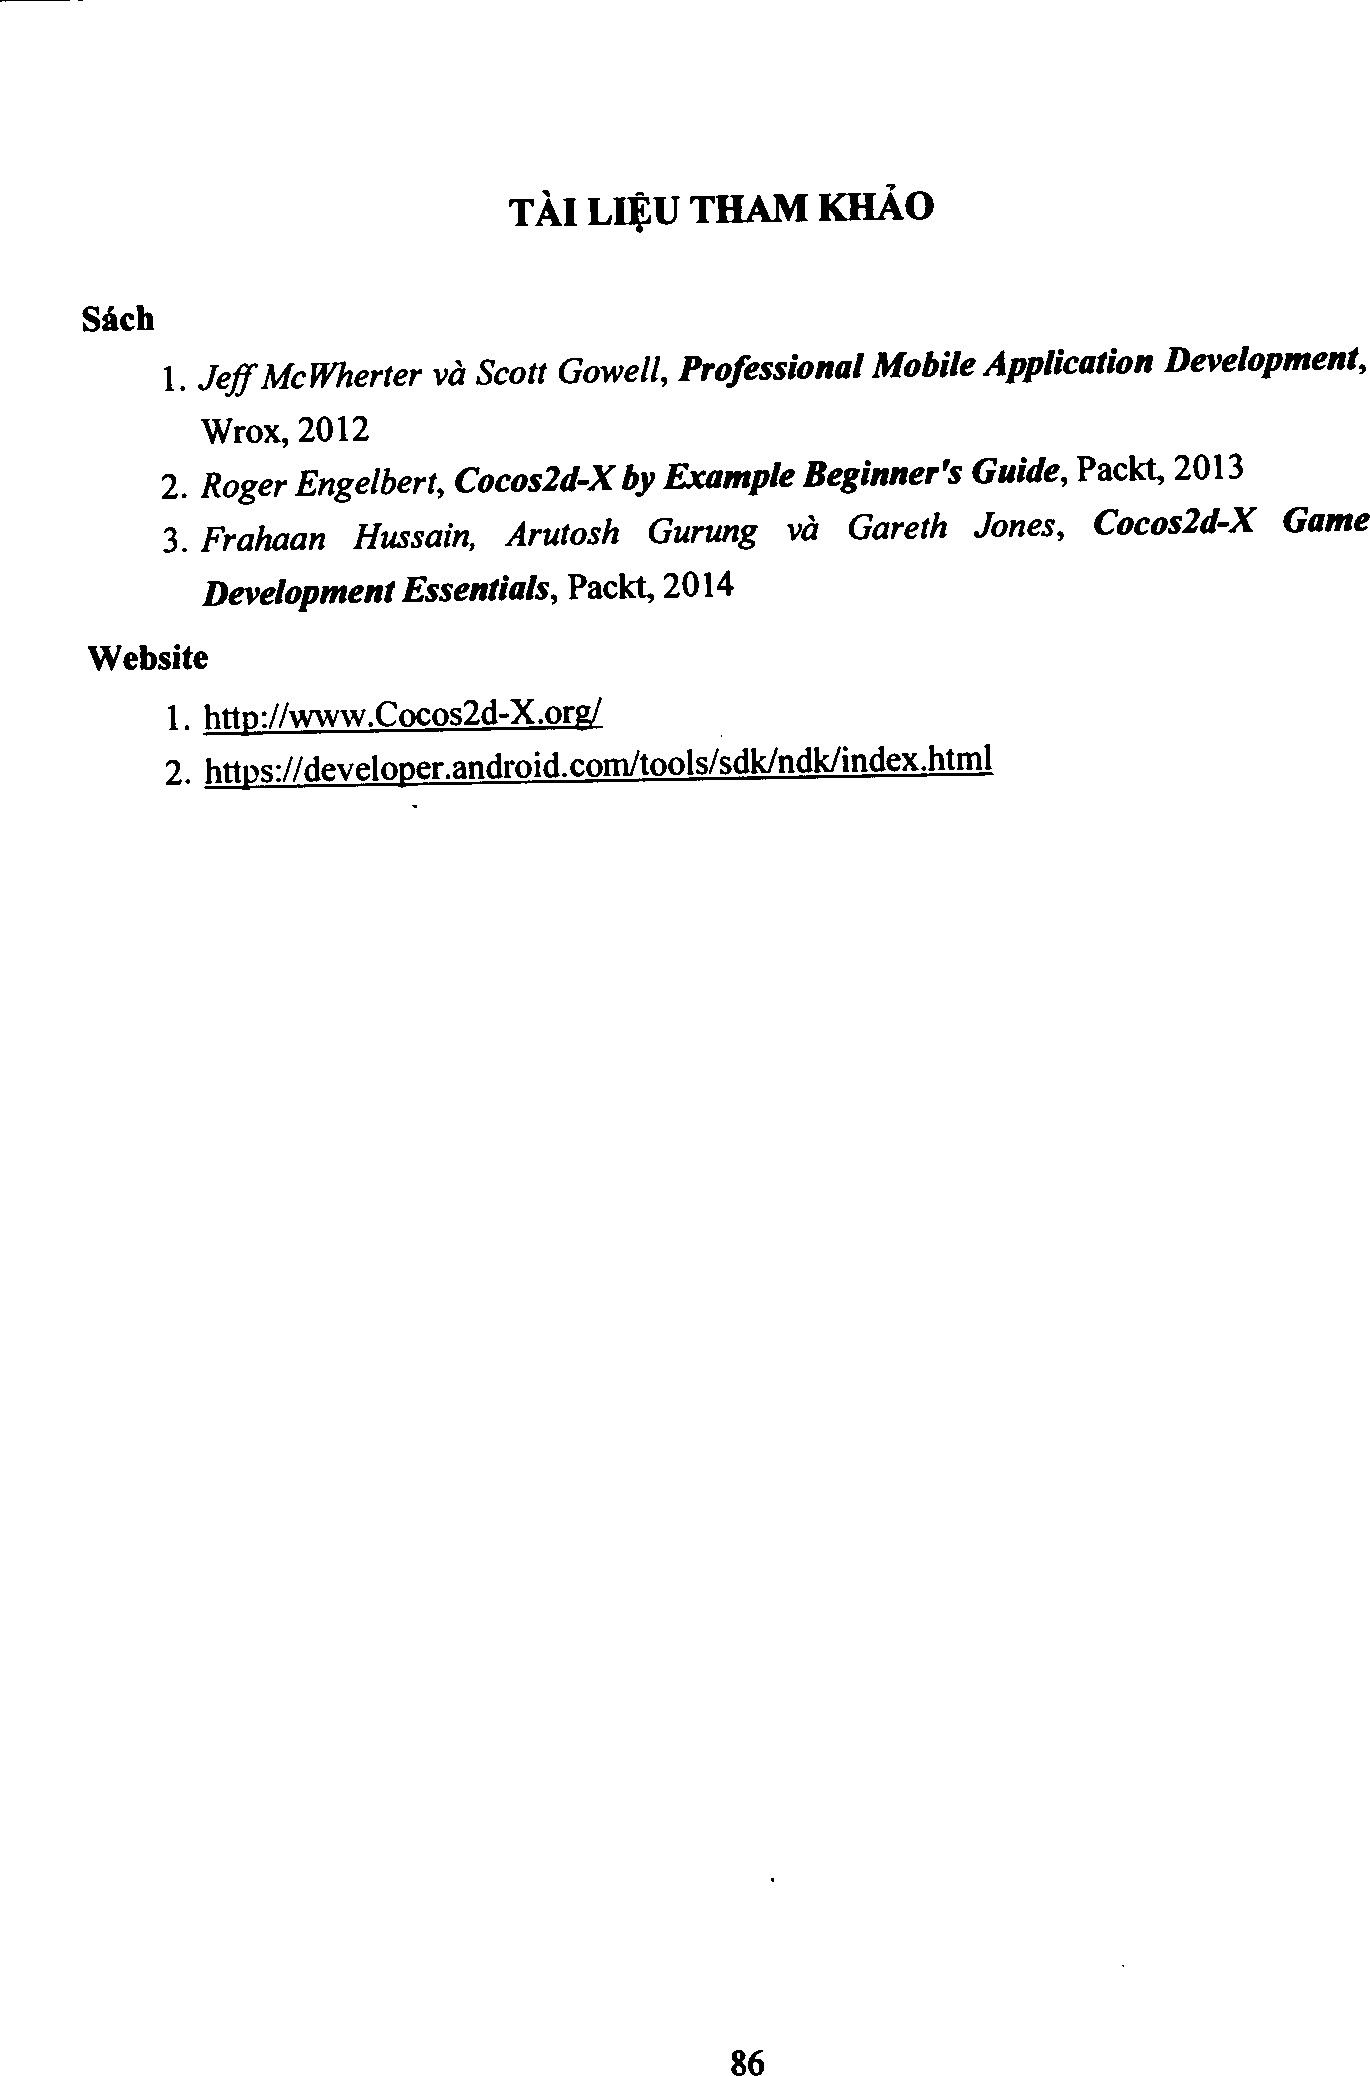 TÀI LIỆU THAM KHẢO
Sách
1. Jeff McWherter và Scott Gowell, Professional Mobile Application Development,
Wrox, 2012
2. Roger Engelbert, Cocos2d-X by Example Beginner's Guide, Packt, 2013
3. Frahaan Hussain, Arutosh Gurung và Gareth Jones, Cocos2d-X Game
Development Essentials, Packt, 2014
Website
1. http://www.Cocos2d-X.org/
2. https://developer.android.com/tools/sdk/ndk/index.html
86